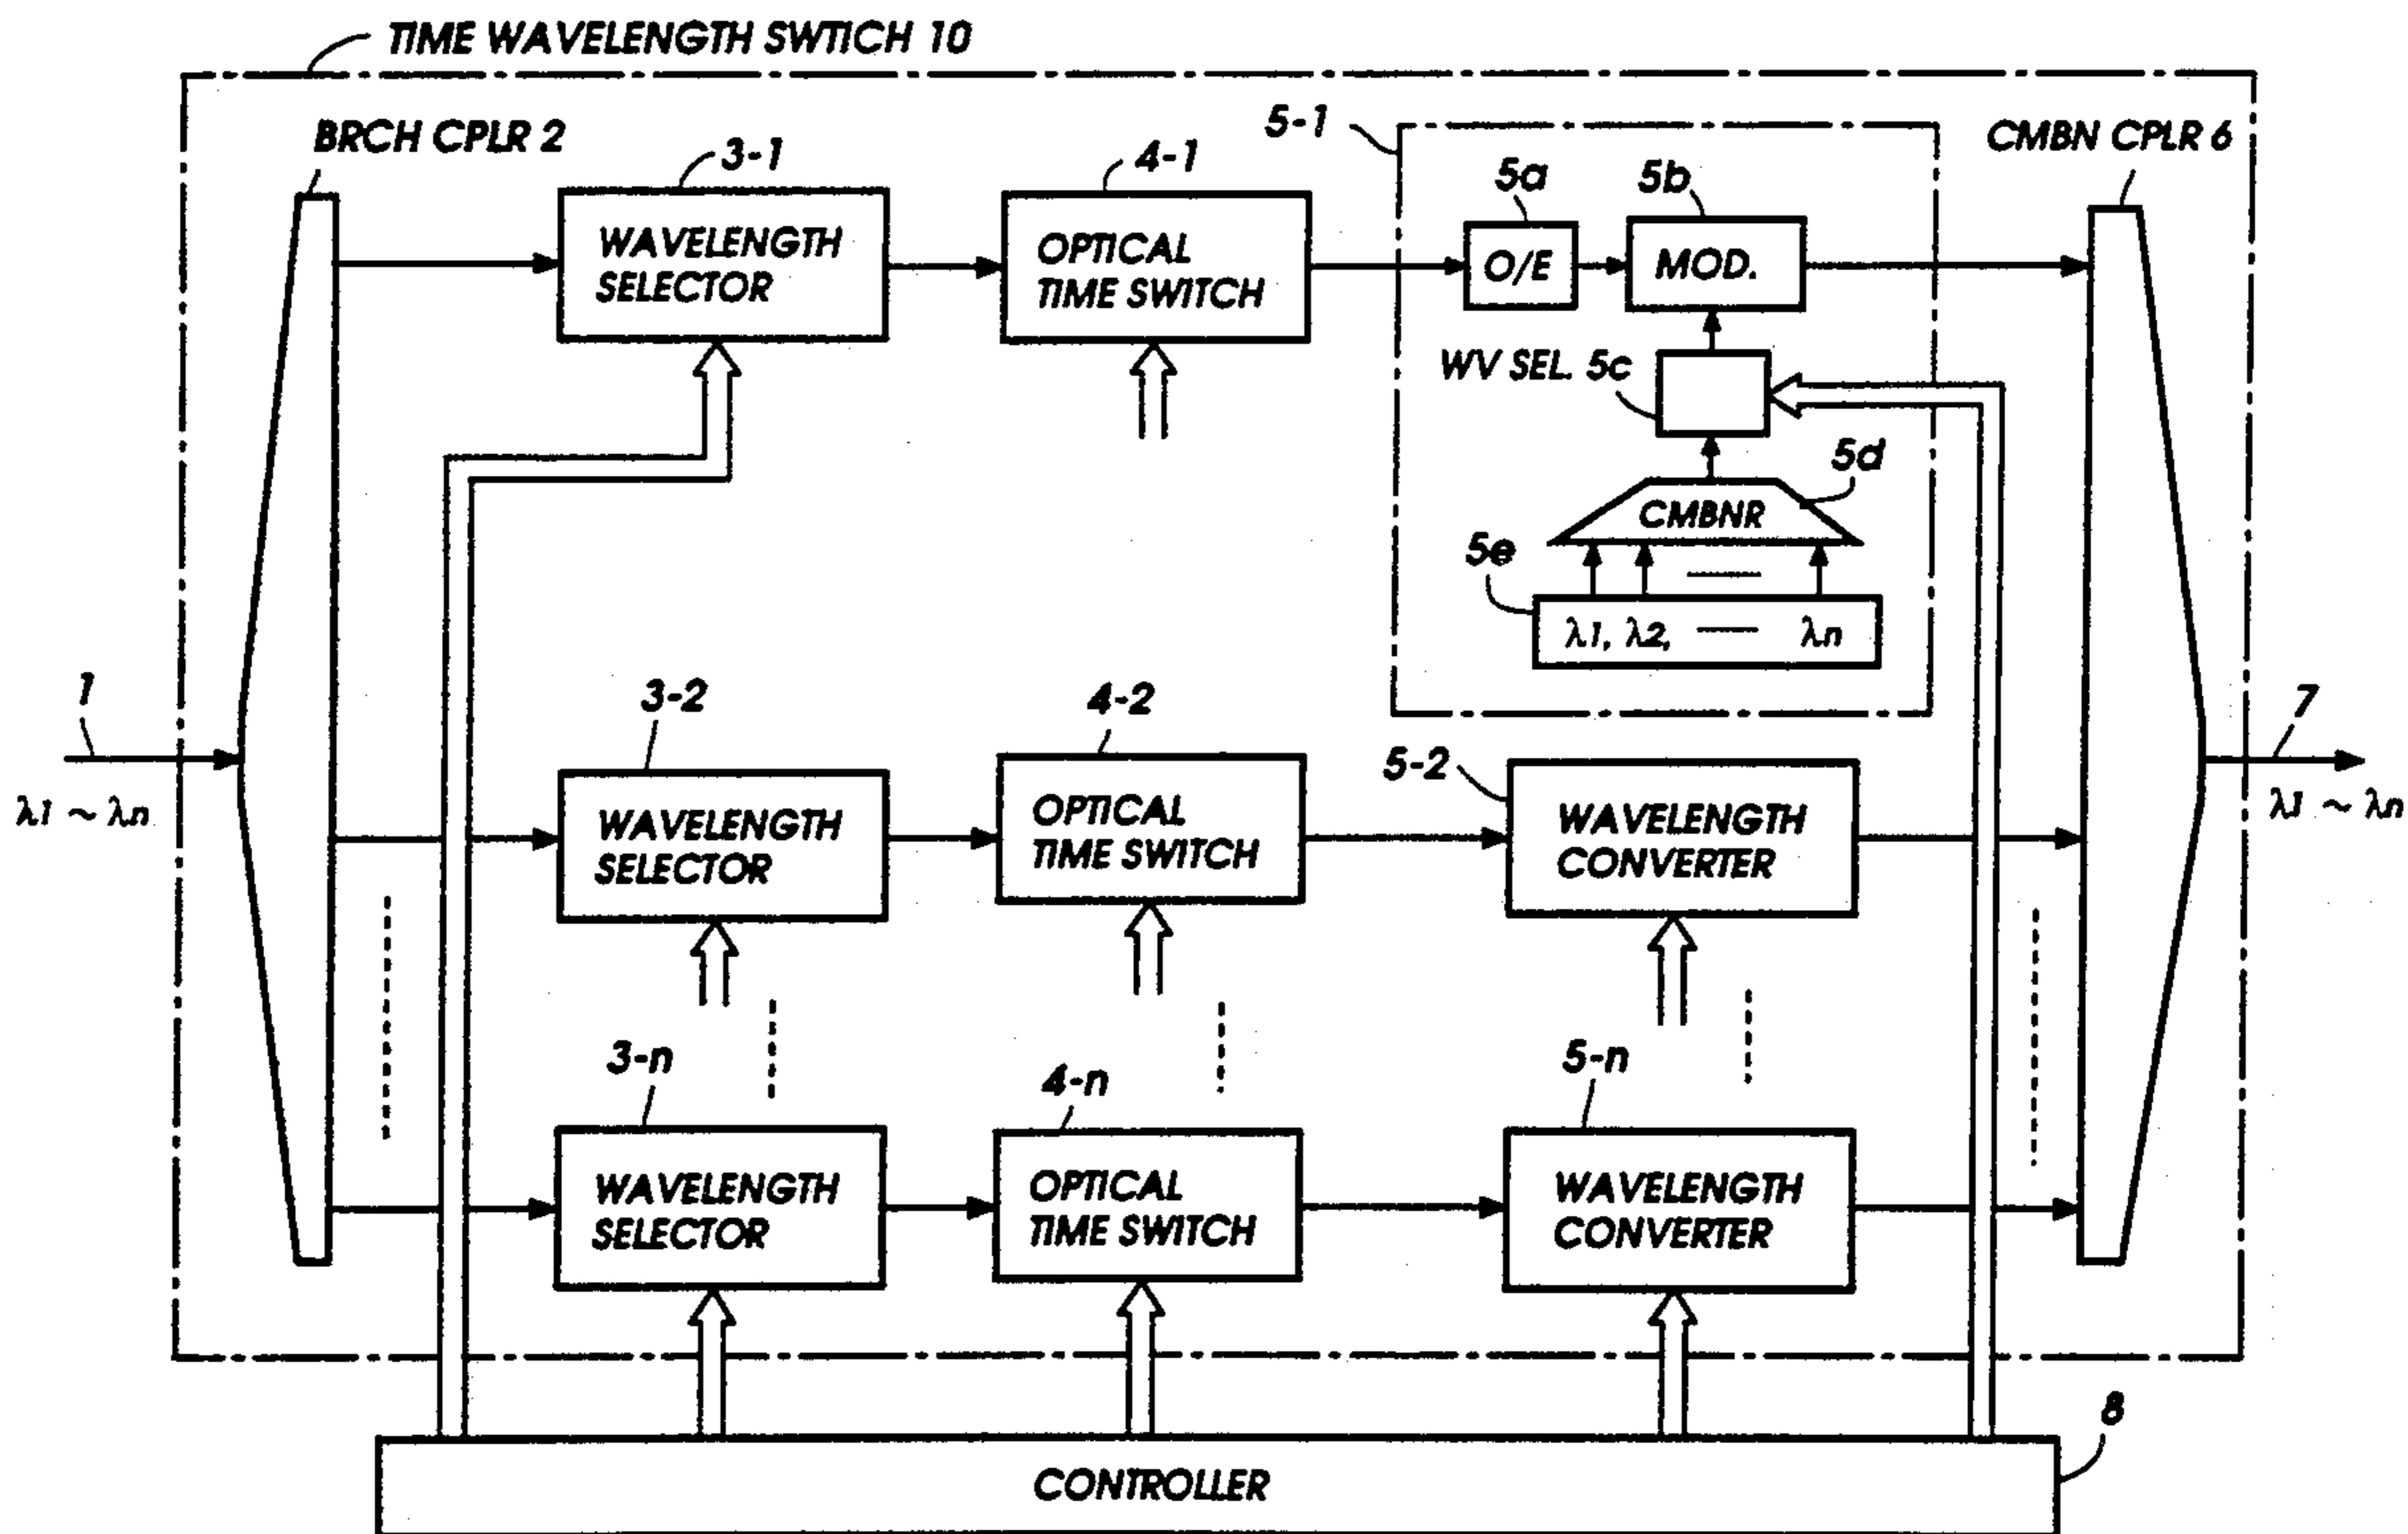 TIME WAVELENGTH SWTICH 10
BRCH CPLR 2
3-1
4-1
5-1
CMBN CPLR 6
5a
5b
WAVELENGTH
SELECTOR
OPTICAL
TIME SWITCH
O/E
MOD.
WV SEL. 5c
5d
CMBNR
5e
λ1, λ2, — λn
1
λ1 ~ λn
3-2
4-2
5-2
7
λ1 ~ λn
WAVELENGTH
SELECTOR
OPTICAL
TIME SWITCH
WAVELENGTH
CONVERTER
3-n
4-n
5-n
WAVELENGTH
SELECTOR
OPTICAL
TIME SWITCH
WAVELENGTH
CONVERTER
8
CONTROLLER